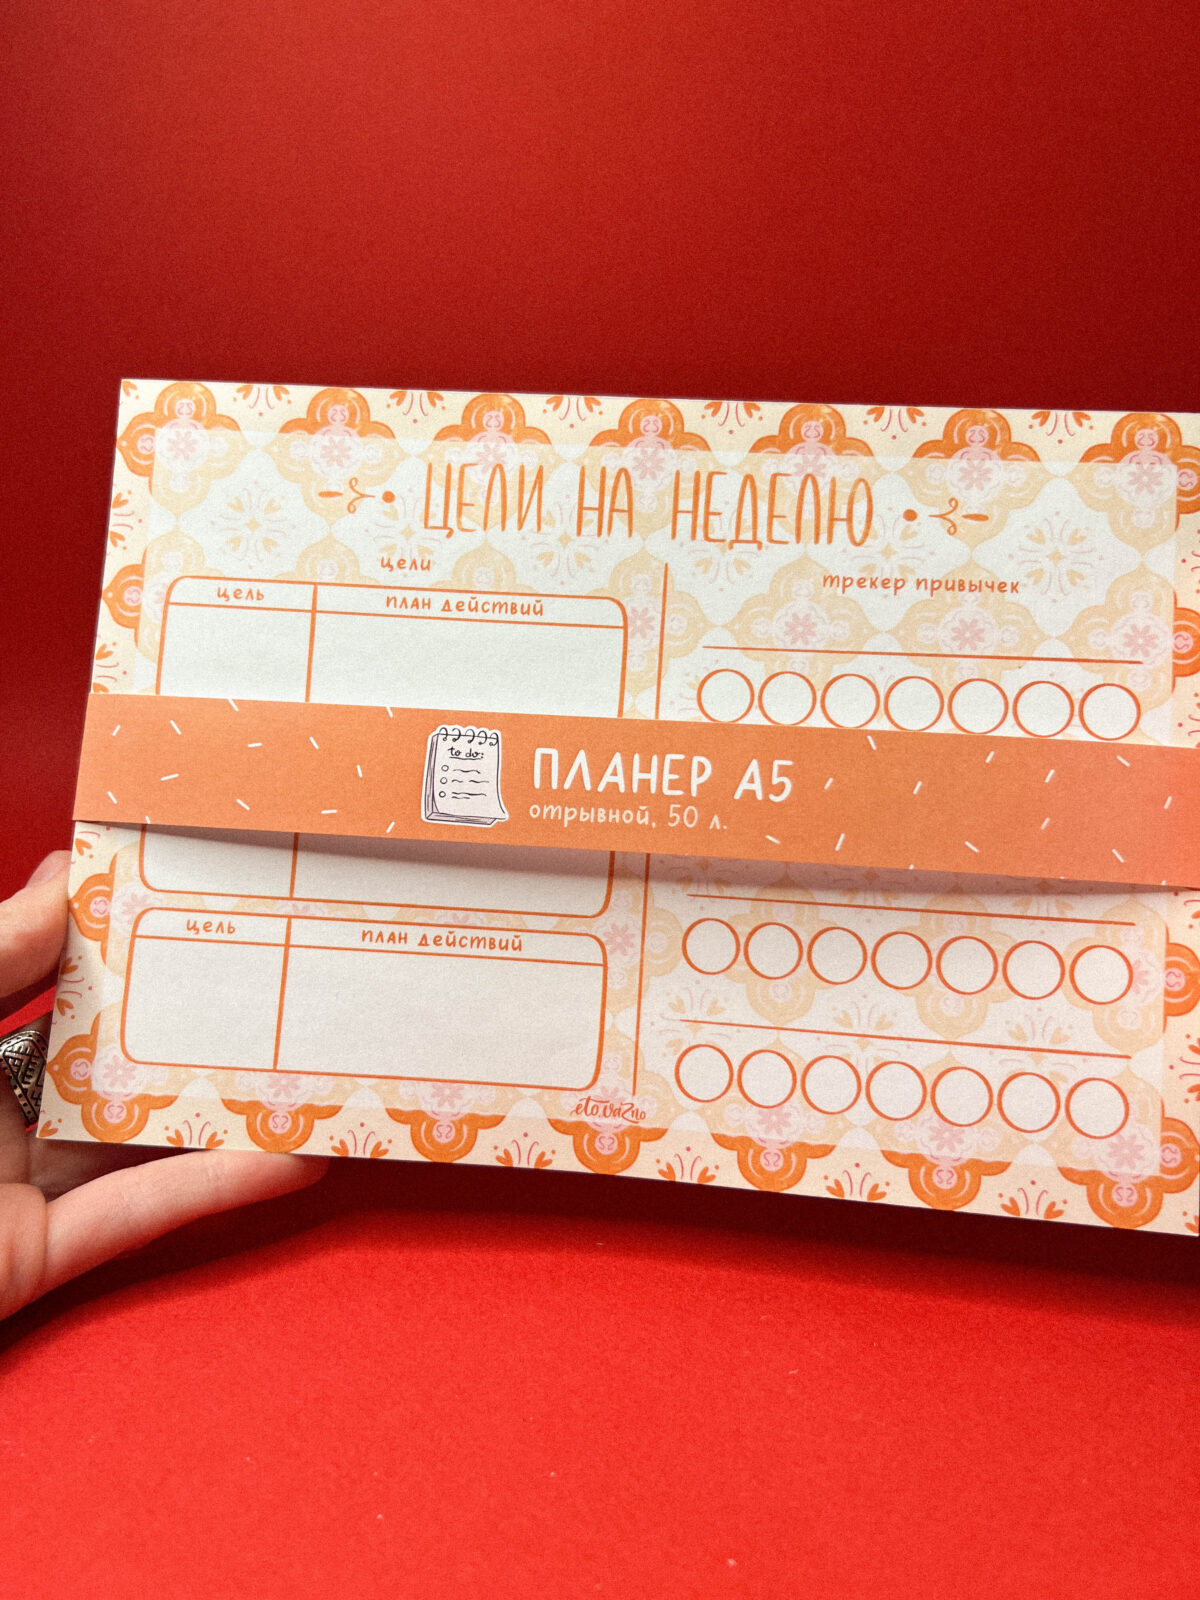 ЦЕЛИ НА НЕДЕЛЮ
цели
трекер привычек
цель
план действий
to do:
ПЛАНЕР А5
отрывной, 50 л.
цель
план действий
eto.vaZno